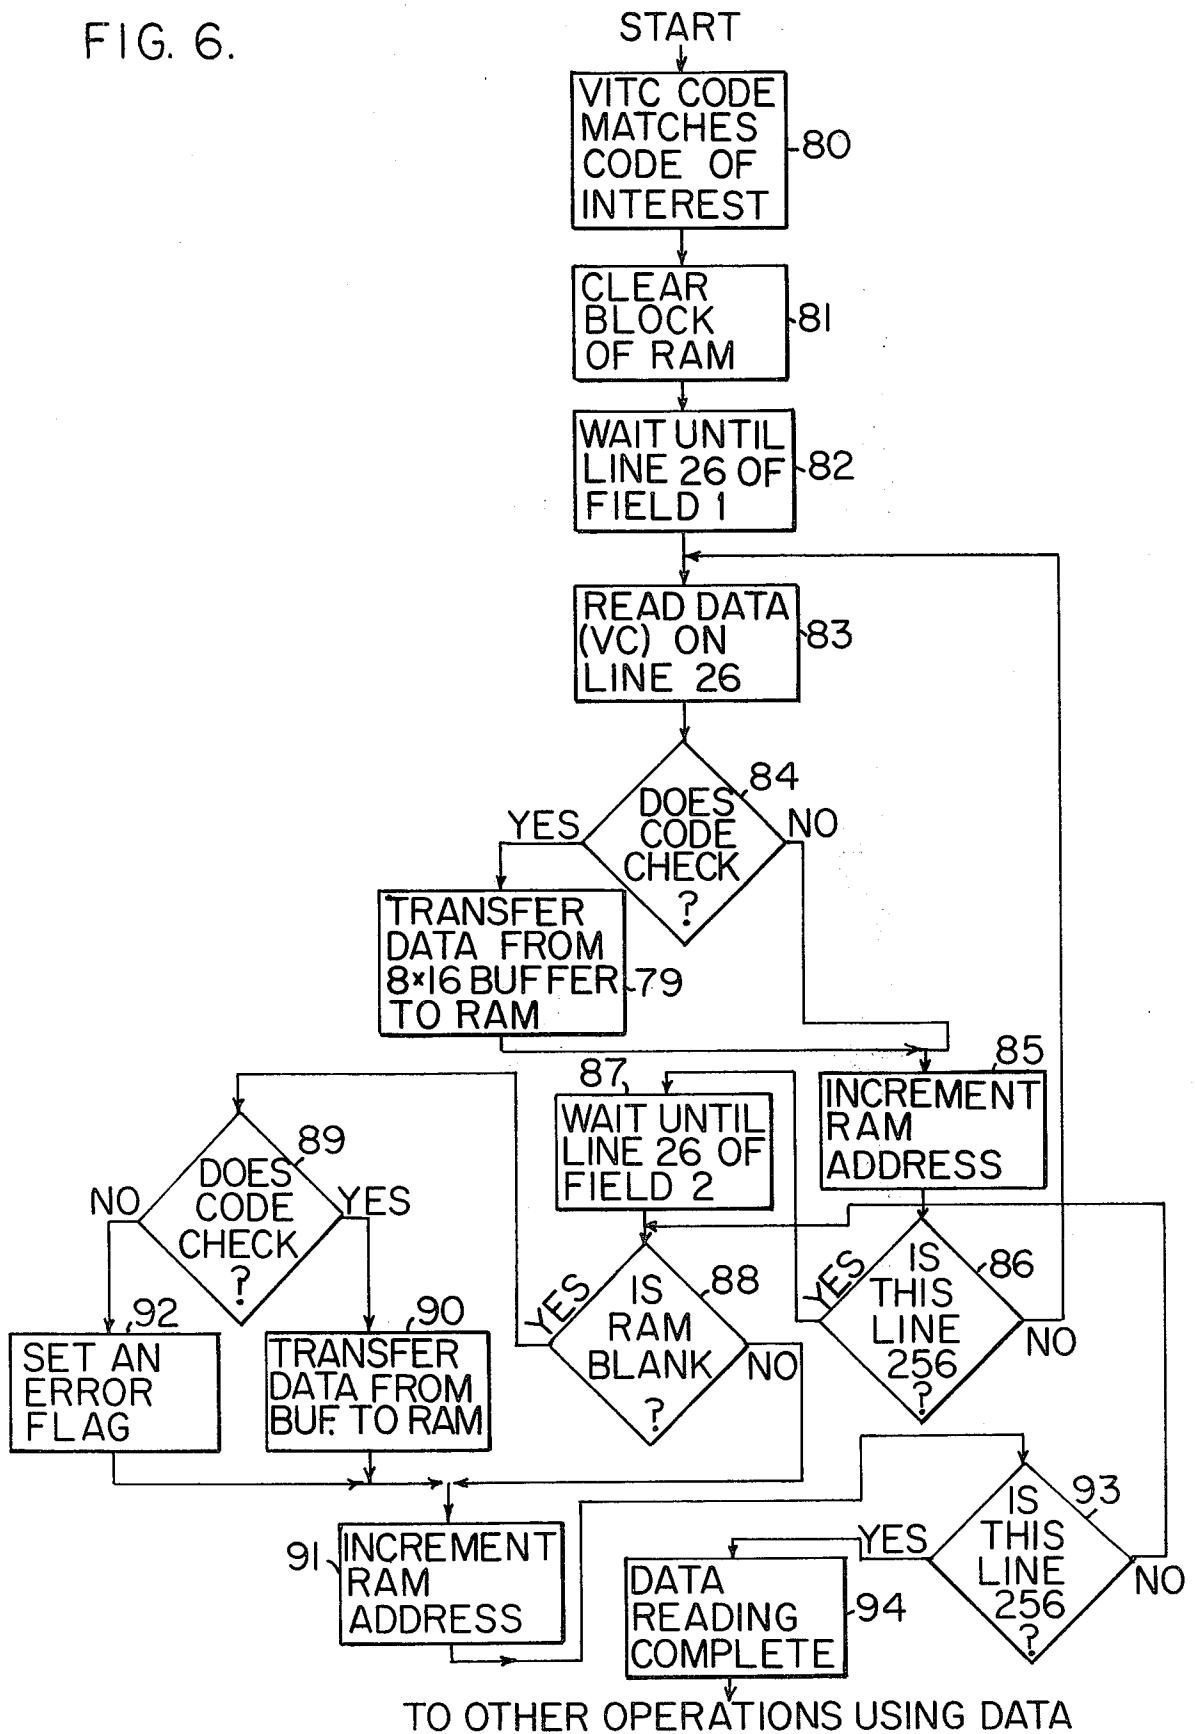 FIG. 6.
START
VITC CODE
MATCHES
CODE OF
INTEREST
80
CLEAR
BLOCK
OF RAM
81
WAIT UNTIL
LINE 26 OF
FIELD 1
82
READ DATA
(VC) ON
LINE 26
83
DOES
CODE
CHECK
?
84
YES
NO
TRANSFER
DATA FROM
8×16 BUFFER
TO RAM
79
INCREMENT
RAM
ADDRESS
85
IS
THIS
LINE
256
?
86
YES
NO
WAIT UNTIL
LINE 26 OF
FIELD 2
87
IS
RAM
BLANK
?
88
YES
NO
DOES
CODE
CHECK
?
89
NO
YES
SET AN
ERROR
FLAG
92
TRANSFER
DATA FROM
BUF. TO RAM
90
INCREMENT
RAM
ADDRESS
91
IS
THIS
LINE
256
?
93
YES
NO
DATA
READING
COMPLETE
94
TO OTHER OPERATIONS USING DATA